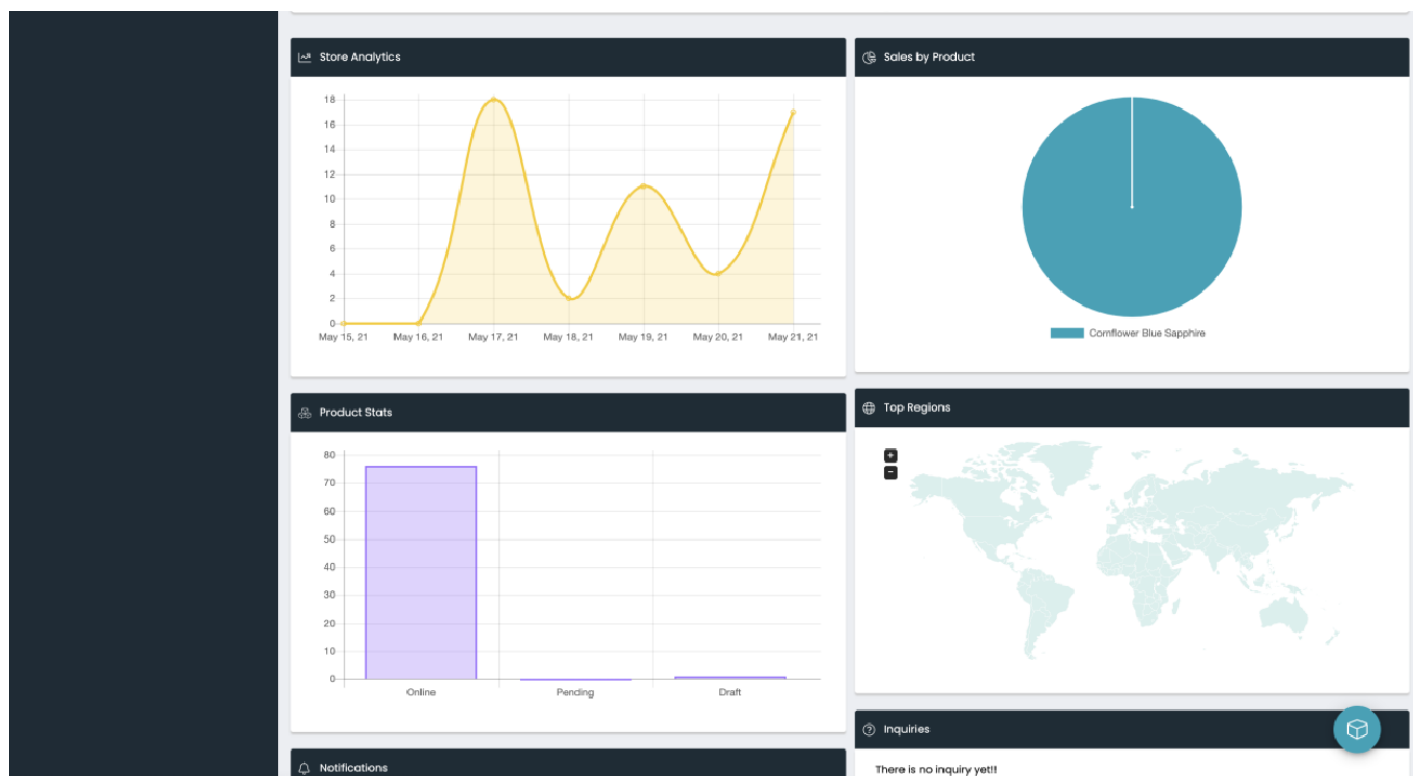 Store Analytics
18
16
14
12
10
8
6
4
2
0
May 15, 21 May 16, 21 May 17, 21 May 18, 21 May 19, 21 May 20, 21 May 21, 21
Sales by Product
Cornflower Blue Sapphire
Product Stats
80
70
60
50
40
30
20
10
0
Online Pending Draft
Top Regions
+
-
Inquiries
There is no inquiry yet!!
Notifications